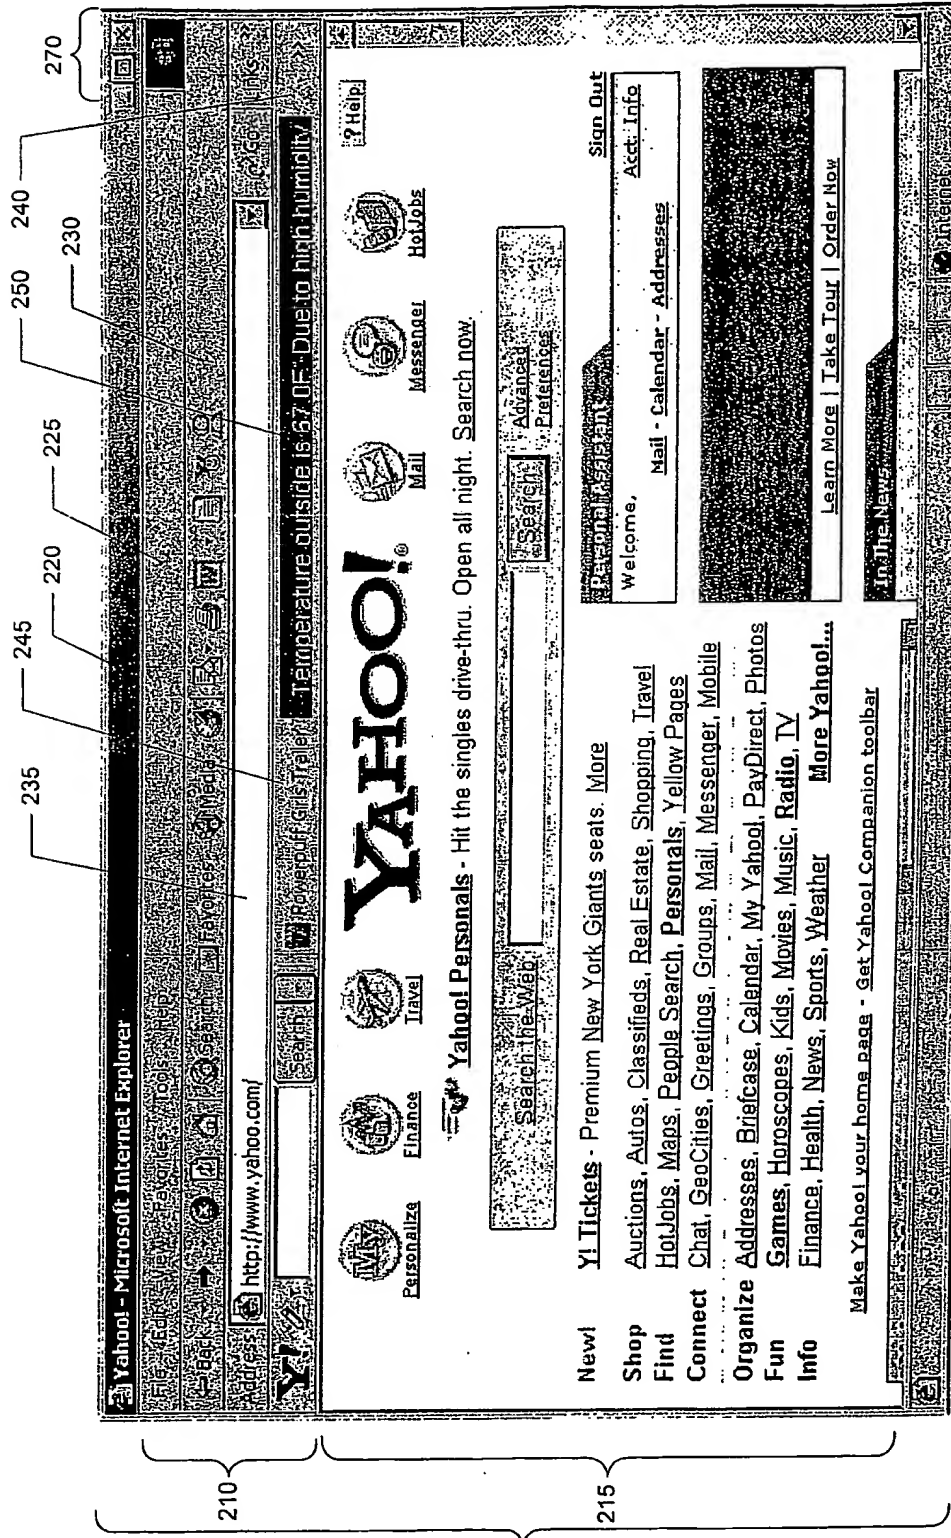 270
240
230
250
225
220
245
235
Yahoo! - Microsoft Internet Explorer
File Edit View Favorites Tools Help
Back Search Favorites Media
Address http://www.yahoo.com/ Go Links »
Y! Search Powerpuff Girls Trailer Temperature outside is 67.0F: Due to high humidity »
Personalize Finance Travel YAHOO!® Mail Messenger HotJobs ? Help
Yahoo! Personals - Hit the singles drive-thru. Open all night. Search now.
Search the Web: Search Advanced
Preferences
New! Y! Tickets - Premium New York Giants seats. More
Shop Auctions, Autos, Classifieds, Real Estate, Shopping, Travel
Find HotJobs, Maps, People Search, Personals, Yellow Pages
Connect Chat, GeoCities, Greetings, Groups, Mail, Messenger, Mobile
Organize Addresses, Briefcase, Calendar, My Yahoo!, PayDirect, Photos
Fun Games, Horoscopes, Kids, Movies, Music, Radio, TV
Info Finance, Health, News, Sports, Weather More Yahoo!...
Make Yahoo! your home page - Get Yahoo! Companion toolbar
Personal Assistant Sign Out
Welcome, Acct. Info
Mail - Calendar - Addresses
Learn More | Take Tour | Order Now
In The News
Internet
210
215